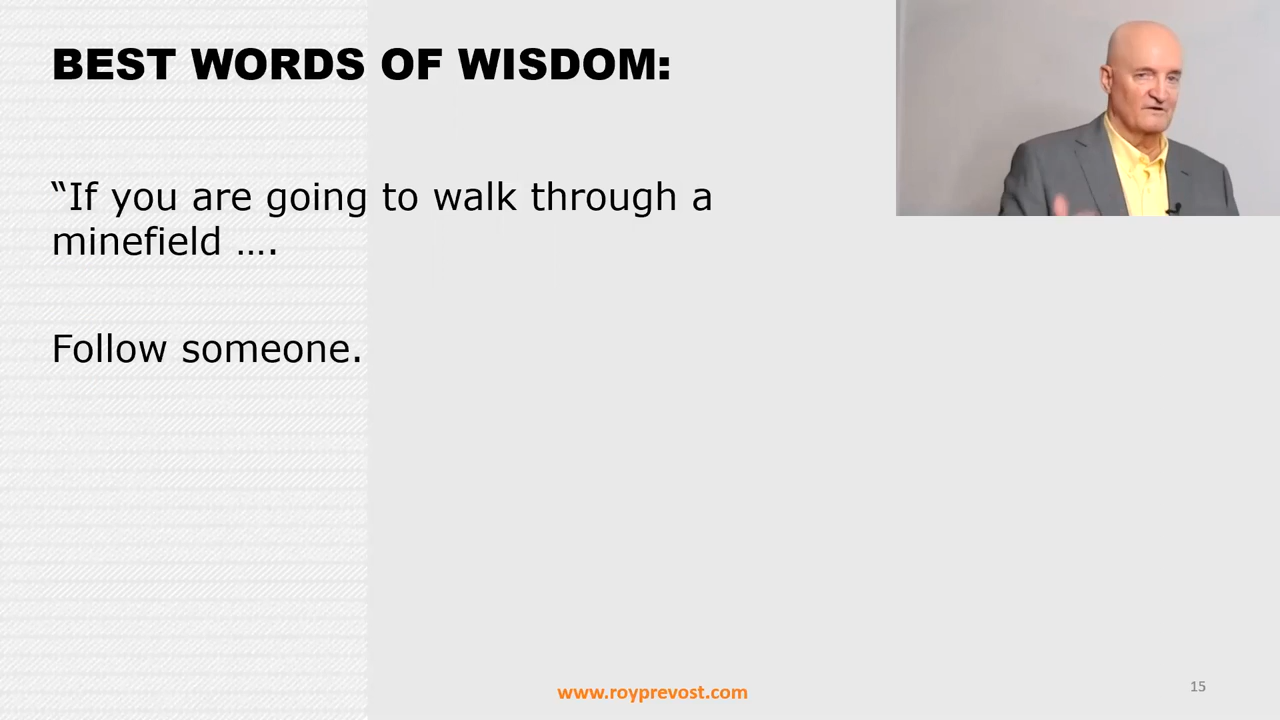 BEST WORDS OF WISDOM:
“If you are going to walk through a
minefield ….
Follow someone.
www.royprevost.com
15